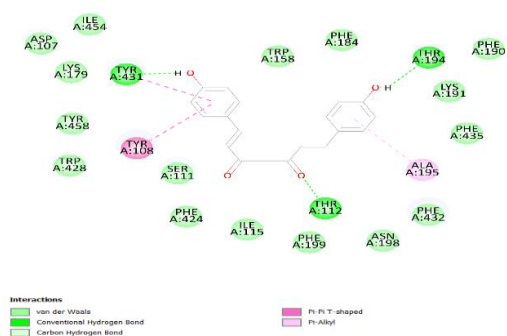 ILE
A:454
ASP
A:107
LYS
A:179
TYR
A:431
H
O
TRP
A:158
PHE
A:184
THR
A:194
PHE
A:190
O
H
LYS
A:191
TYR
A:458
PHE
A:435
TYR
A:108
TRP
A:428
SER
A:111
ALA
A:195
O
O
THR
A:112
PHE
A:424
ILE
A:115
PHE
A:199
ASN
A:198
PHE
A:432
Interactions
van der Waals
Conventional Hydrogen Bond
Carbon Hydrogen Bond
Pi-Pi T-shaped
Pi-Alkyl